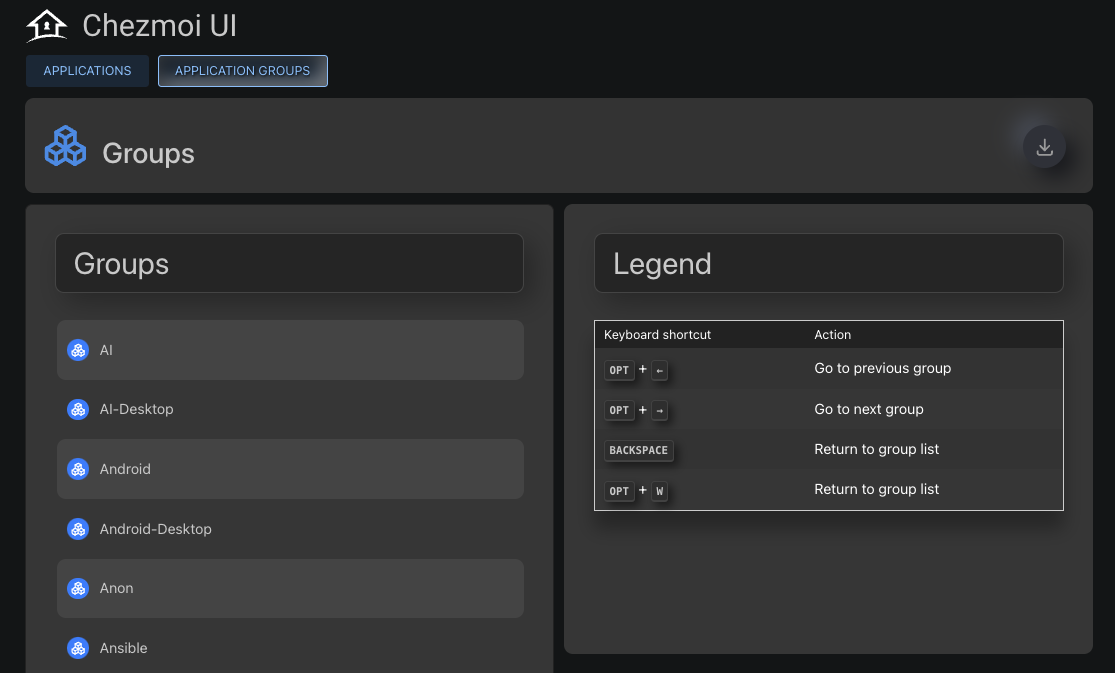 Chezmoi UI
APPLICATIONS APPLICATION GROUPS
Groups
Groups
AI
AI-Desktop
Android
Android-Desktop
Anon
Ansible
Legend
Keyboard shortcut Action
OPT + ← Go to previous group
OPT + → Go to next group
BACKSPACE Return to group list
OPT + W Return to group list